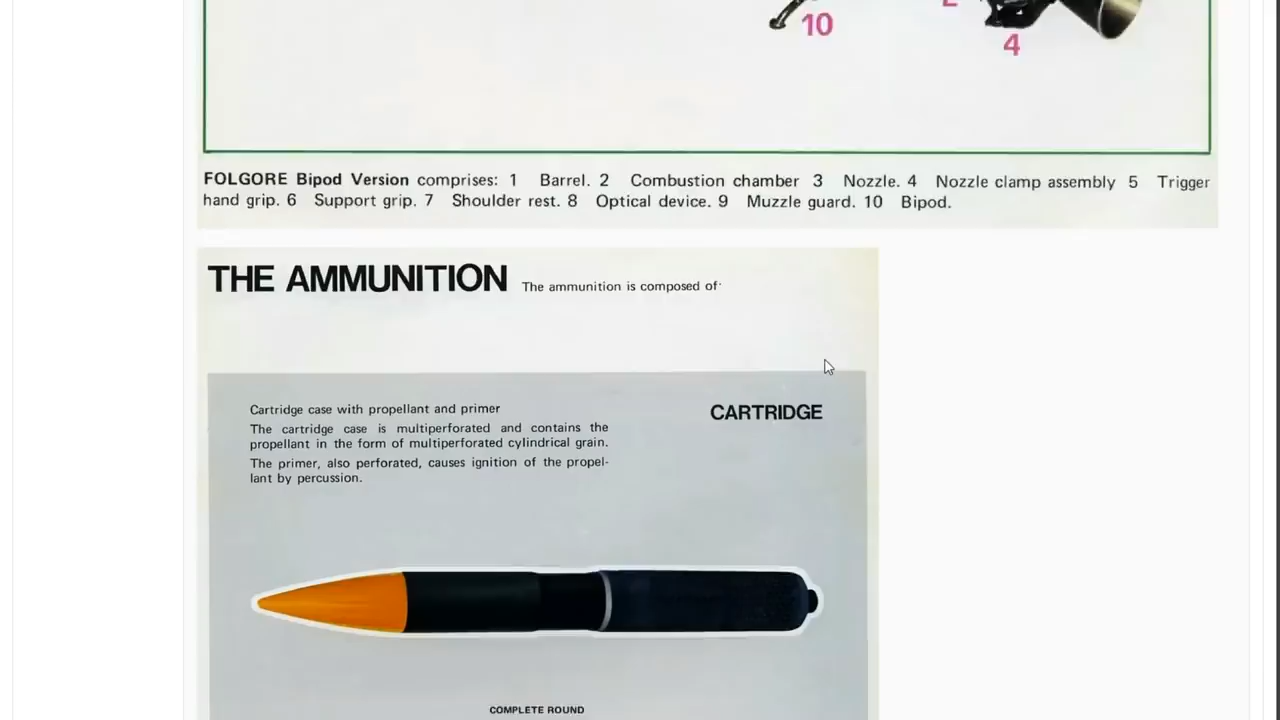 10
4
FOLGORE Bipod Version comprises: 1 Barrel. 2 Combustion chamber 3 Nozzle. 4 Nozzle clamp assembly 5 Trigger
hand grip. 6 Support grip. 7 Shoulder rest. 8 Optical device. 9 Muzzle guard. 10 Bipod.
THE AMMUNITION The ammunition is composed of
Cartridge case with propellant and primer
CARTRIDGE
The cartridge case is multiperforated and contains the
propellant in the form of multiperforated cylindrical grain.
The primer, also perforated, causes ignition of the propel-
lant by percussion.
COMPLETE ROUND